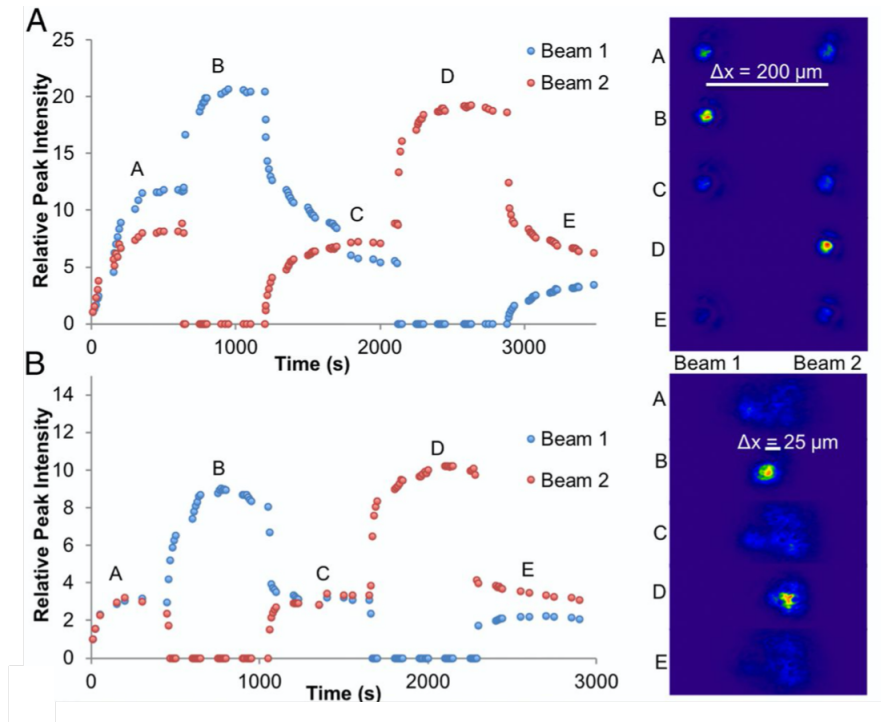 A
Relative Peak Intensity
25
20
15
10
5
0
A
B
C
D
E
Beam 1
Beam 2
0
1000
2000
3000
Time (s)
A
Δx = 200 µm
B
C
D
E
Beam 1 Beam 2
B
Relative Peak Intensity
14
12
10
8
6
4
2
0
A
B
C
D
E
Beam 1
Beam 2
0
1000
2000
3000
Time (s)
A
Δx = 25 µm
B
C
D
E